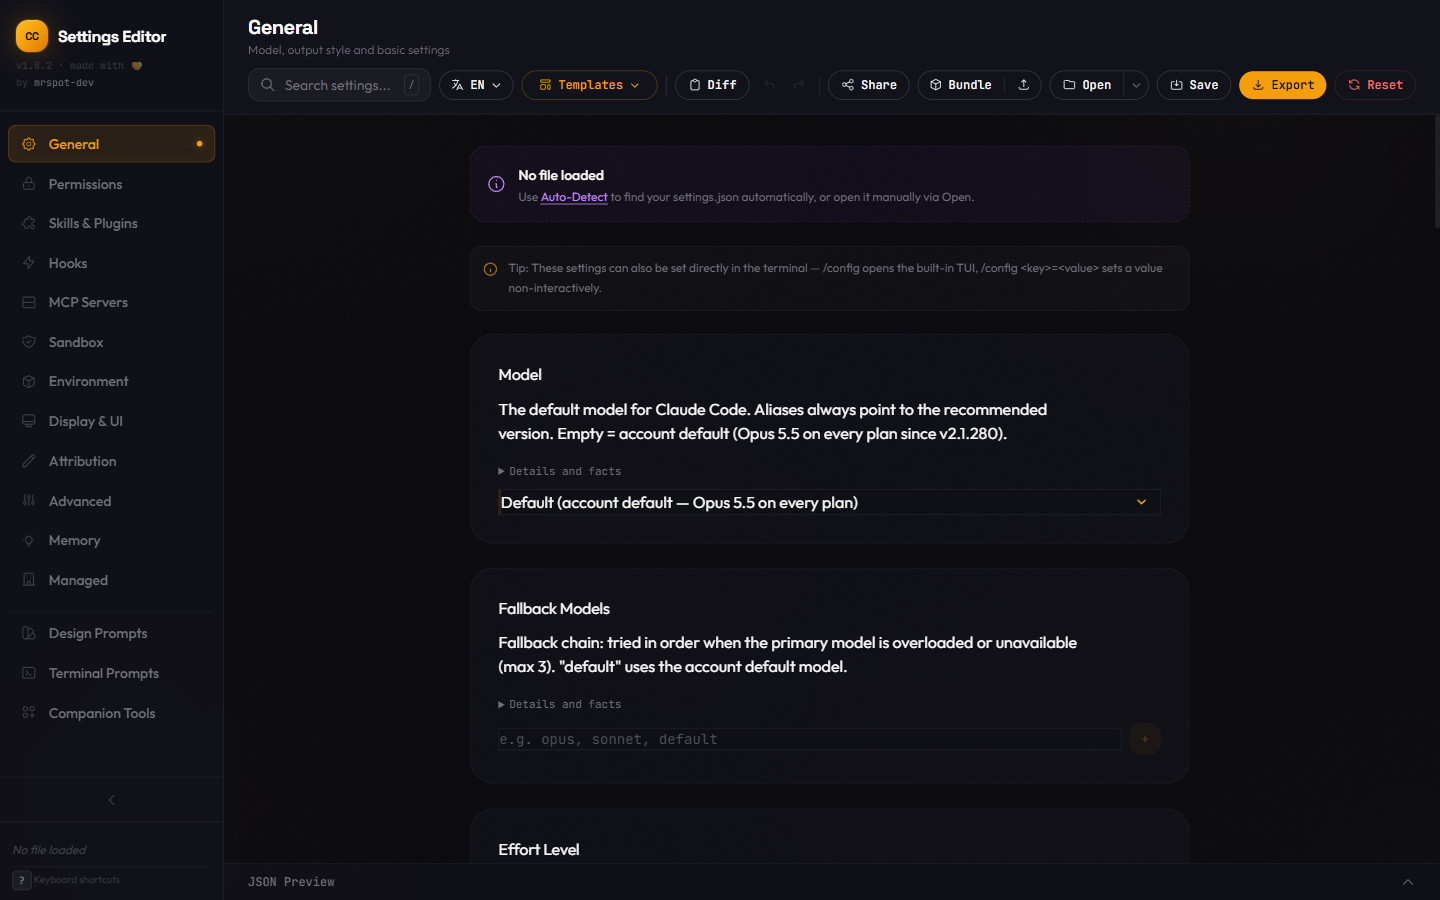 CC
Settings Editor
v1.8.2 · made with 🧡
by mrspot-dev
General
Permissions
Skills & Plugins
Hooks
MCP Servers
Sandbox
Environment
Display & UI
Attribution
Advanced
Memory
Managed
Design Prompts
Terminal Prompts
Companion Tools
No file loaded
? Keyboard shortcuts
General
Model, output style and basic settings
Search settings... /
EN
Templates
Diff
Share
Bundle
Open
Save
Export
Reset
No file loaded
Use Auto-Detect to find your settings.json automatically, or open it manually via Open.
Tip: These settings can also be set directly in the terminal — /config opens the built-in TUI, /config <key>=<value> sets a value
non-interactively.
Model
The default model for Claude Code. Aliases always point to the recommended
version. Empty = account default (Opus 5.5 on every plan since v2.1.280).
Details and facts
Default (account default — Opus 5.5 on every plan)
Fallback Models
Fallback chain: tried in order when the primary model is overloaded or unavailable
(max 3). "default" uses the account default model.
Details and facts
e.g. opus, sonnet, default
+
Effort Level
JSON Preview